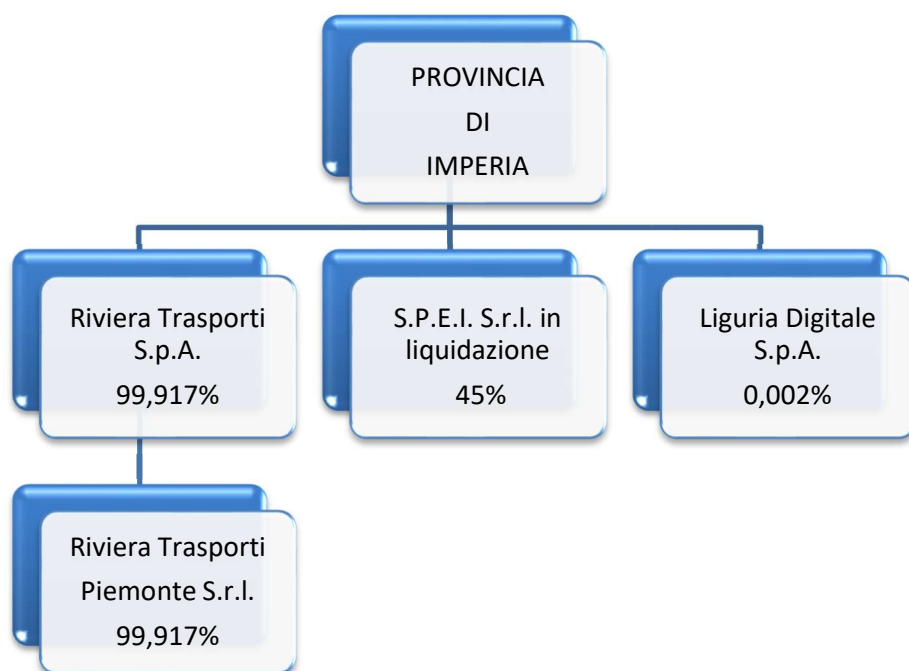 PROVINCIA
DI
IMPERIA
Riviera Trasporti
S.p.A.
99,917%
S.P.E.I. S.r.l. in
liquidazione
45%
Liguria Digitale
S.p.A.
0,002%
Riviera Trasporti
Piemonte S.r.l.
99,917%